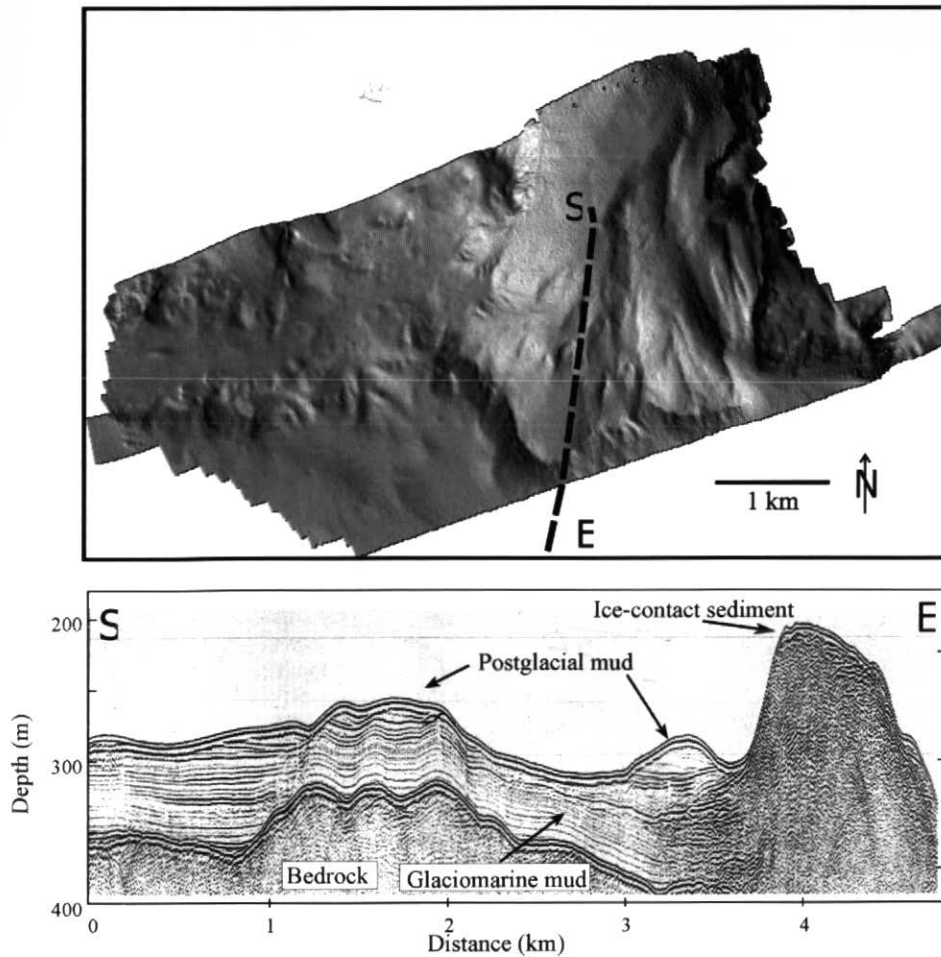 S
E
1 km
N
S
E
Ice-contact sediment
Postglacial mud
200
300
400
Depth (m)
Bedrock
Glaciomarine mud
0
1
2
3
4
Distance (km)